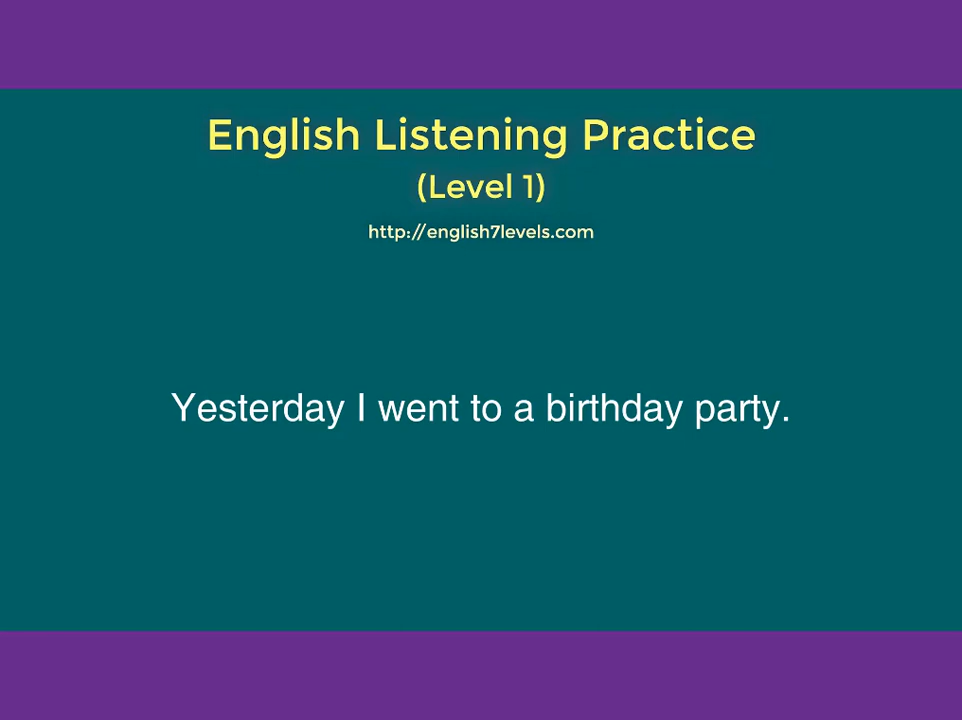 English Listening Practice
(Level 1)
http://english7levels.com
Yesterday I went to a birthday party.